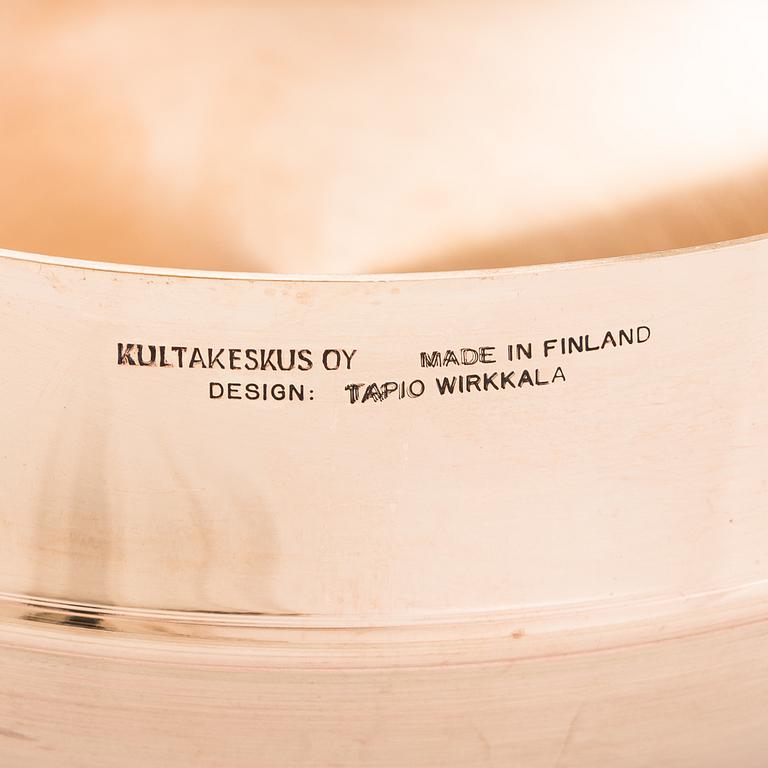 KULTAKESKUS OY MADE IN FINLAND
DESIGN: TAPIO WIRKKALA